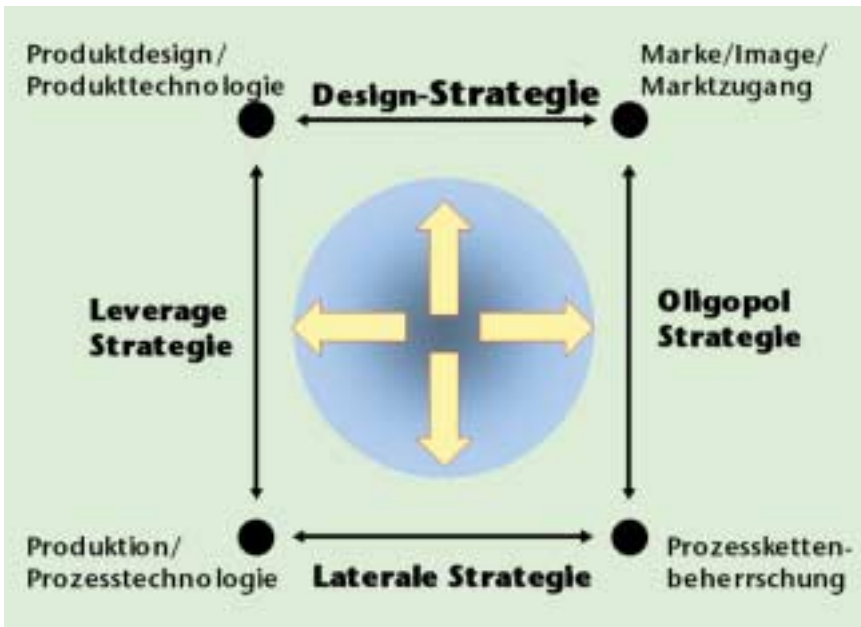 Produktdesign/
Produkttechnologie
Marke/Image/
Marktzugang
Design-Strategie
Leverage
Strategie
Oligopol
Strategie
Produktion/
Prozesstechnologie
Laterale Strategie
Prozessketten-
beherrschung